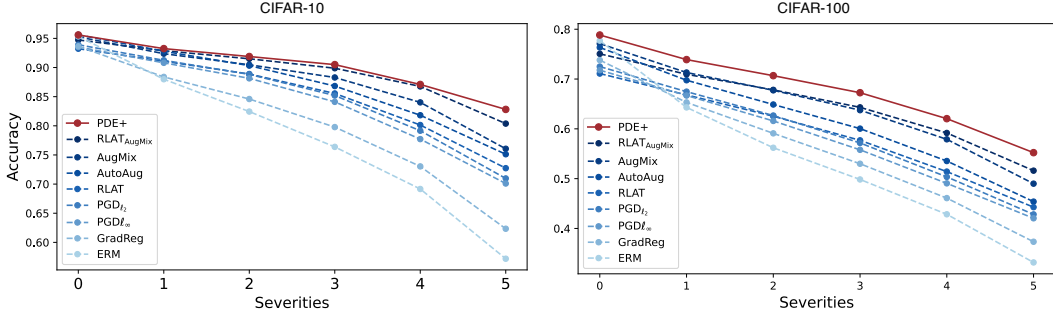 CIFAR-10
Accuracy
0.95
0.90
0.85
0.80
0.75
0.70
0.65
0.60
PDE+
RLAT_AugMix
AugMix
AutoAug
RLAT
PGD_ℓ₂
PGDℓ∞
GradReg
ERM
0 1 2 3 4 5
Severities
CIFAR-100
0.8
0.7
0.6
0.5
0.4
PDE+
RLAT_AugMix
AugMix
AutoAug
RLAT
PGD_ℓ₂
PGDℓ∞
GradReg
ERM
0 1 2 3 4 5
Severities